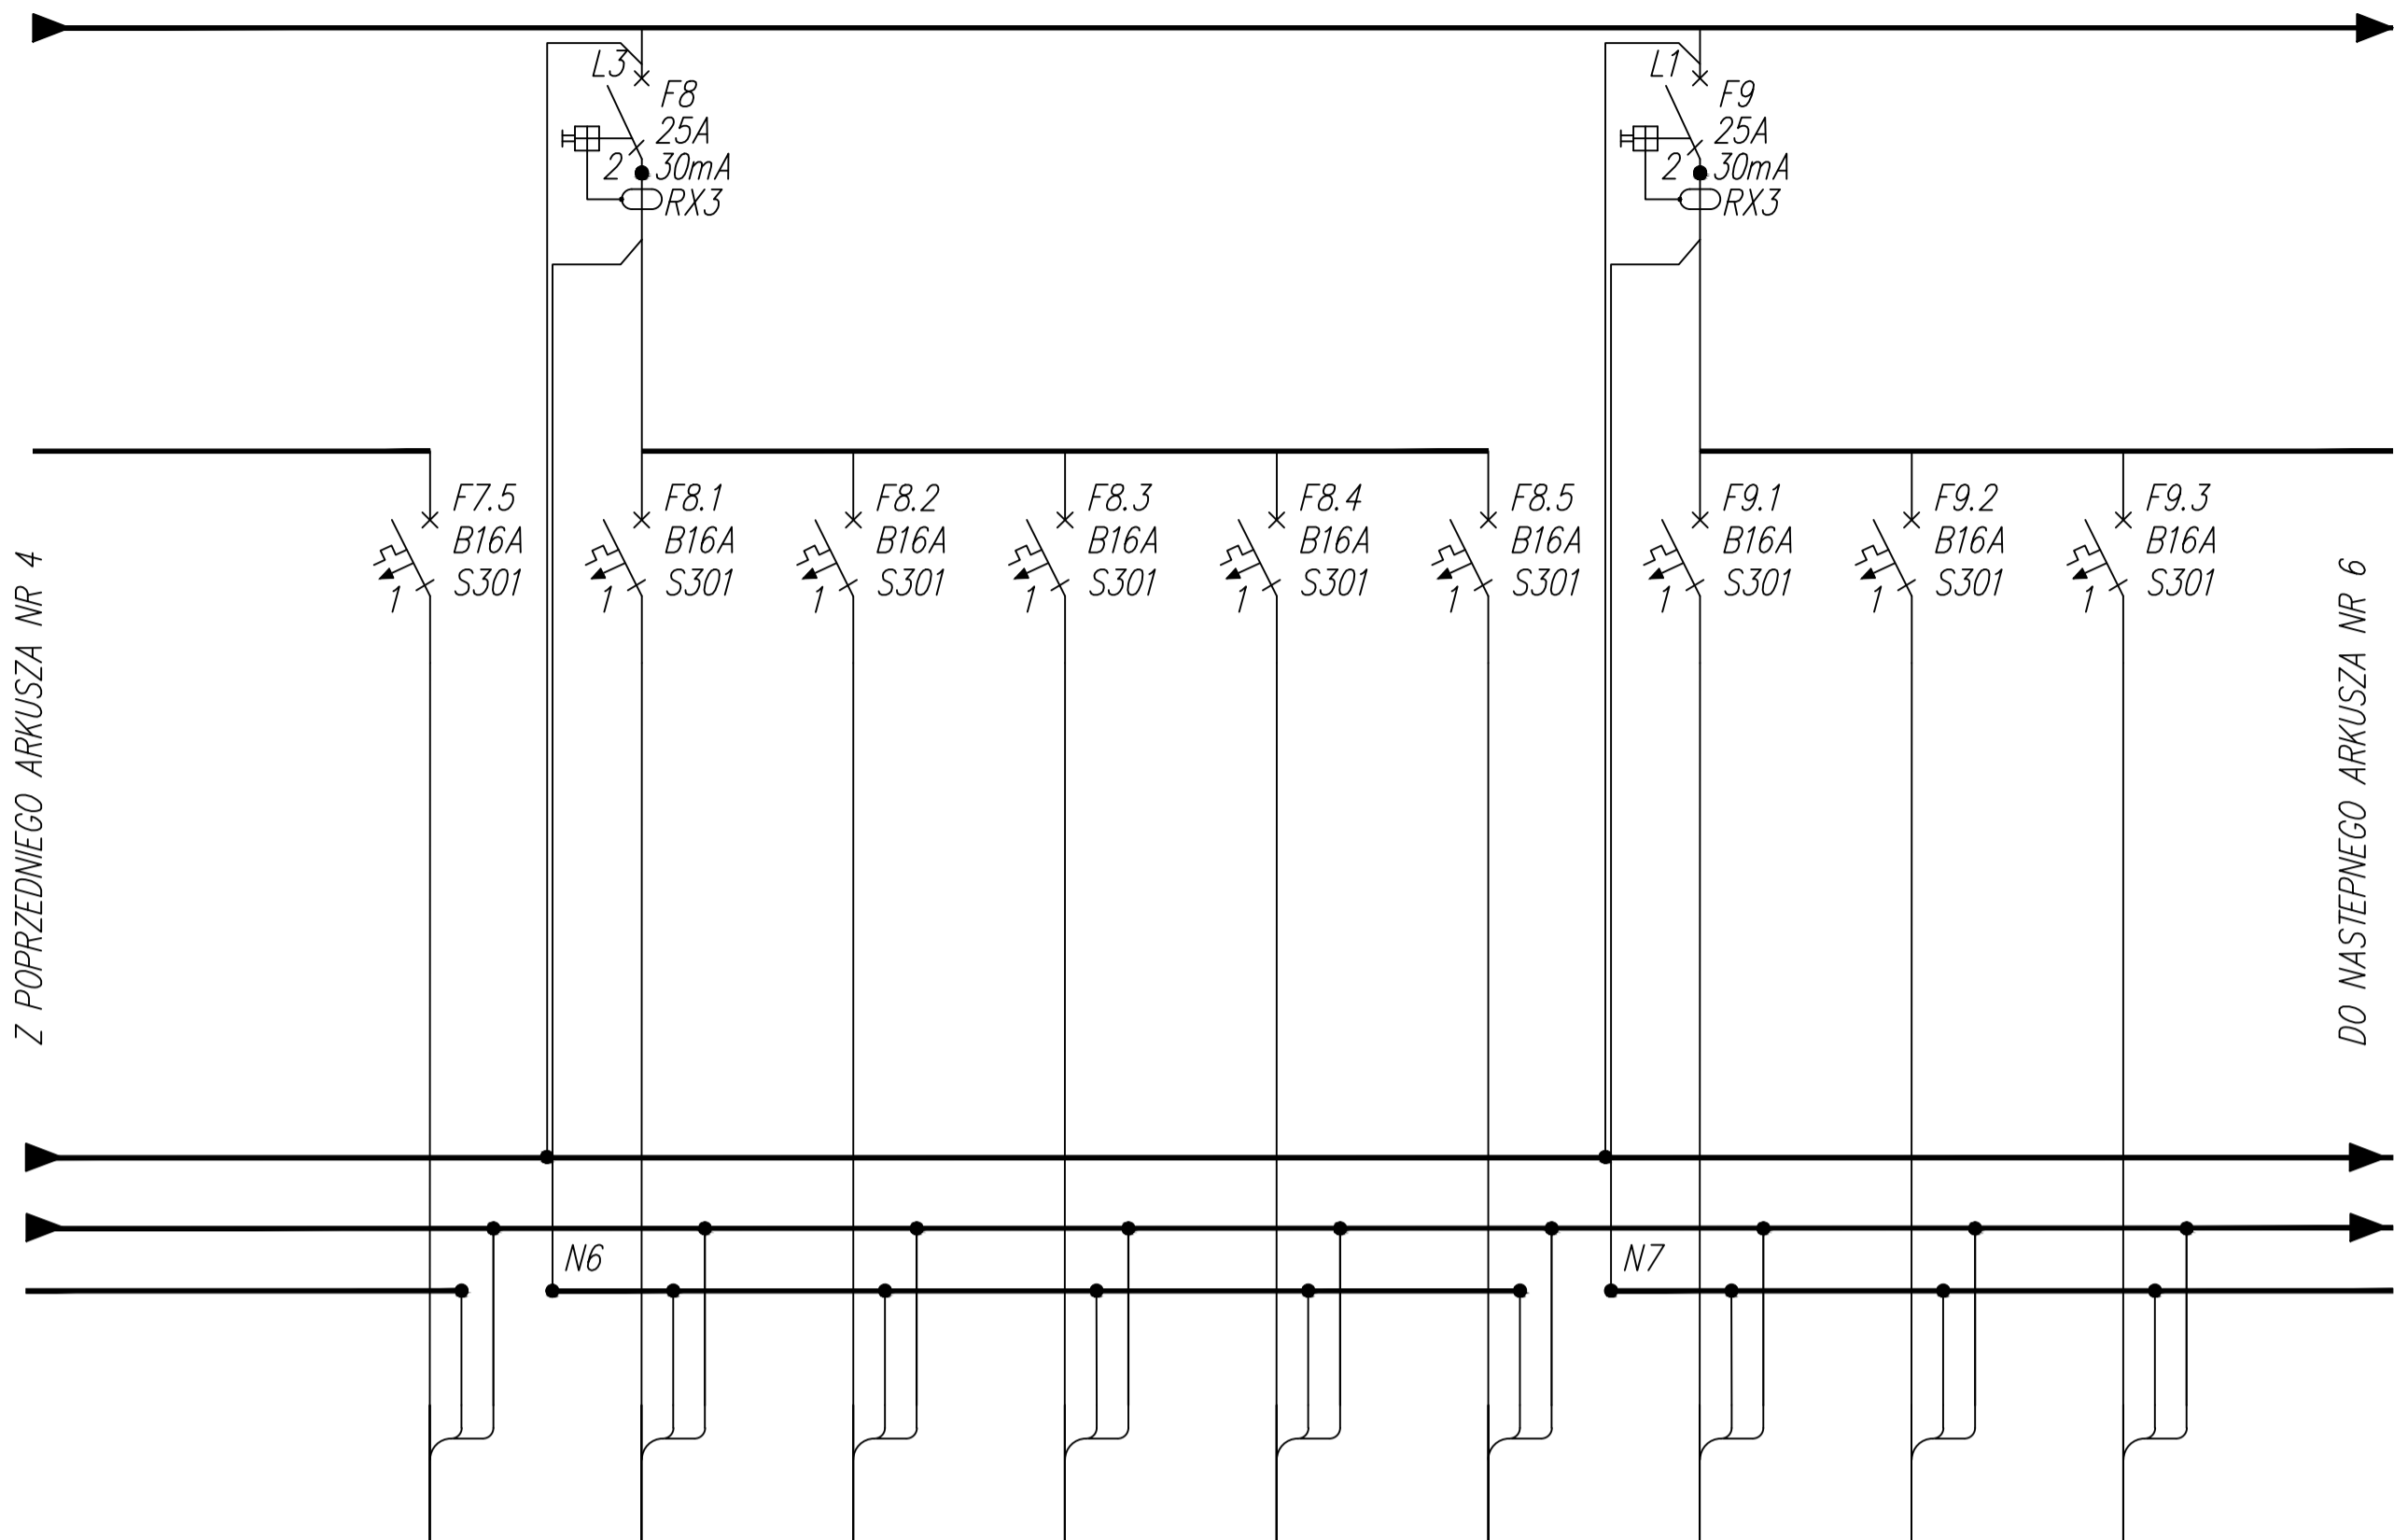 L3
F8
25A
2 30mA
RX3
L1
F9
25A
2 30mA
RX3
F7.5
B16A
S301
1
F8.1
B16A
S301
1
F8.2
B16A
S301
1
F8.3
B16A
S301
1
F8.4
B16A
S301
1
F8.5
B16A
S301
1
F9.1
B16A
S301
1
F9.2
B16A
S301
1
F9.3
B16A
S301
1
Z POPRZEDNIEGO ARKUSZA NR 4
DO NASTEPNEGO ARKUSZA NR 6
N6
N7